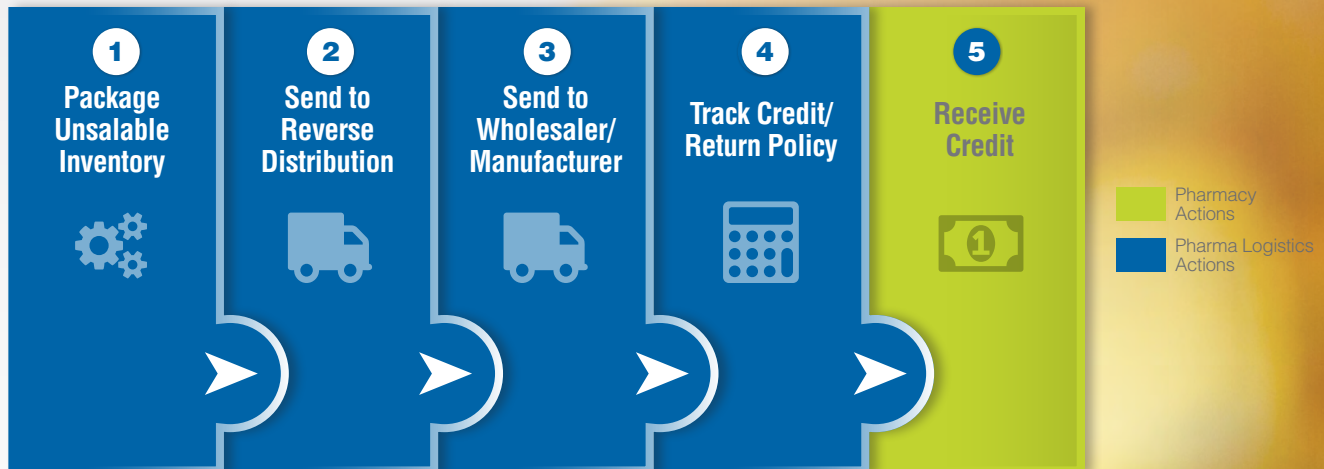 1
Package
Unsalable
Inventory
2
Send to
Reverse
Distribution
3
Send to
Wholesaler/
Manufacturer
4
Track Credit/
Return Policy
5
Receive
Credit
1
Pharmacy
Actions
Pharma Logistics
Actions